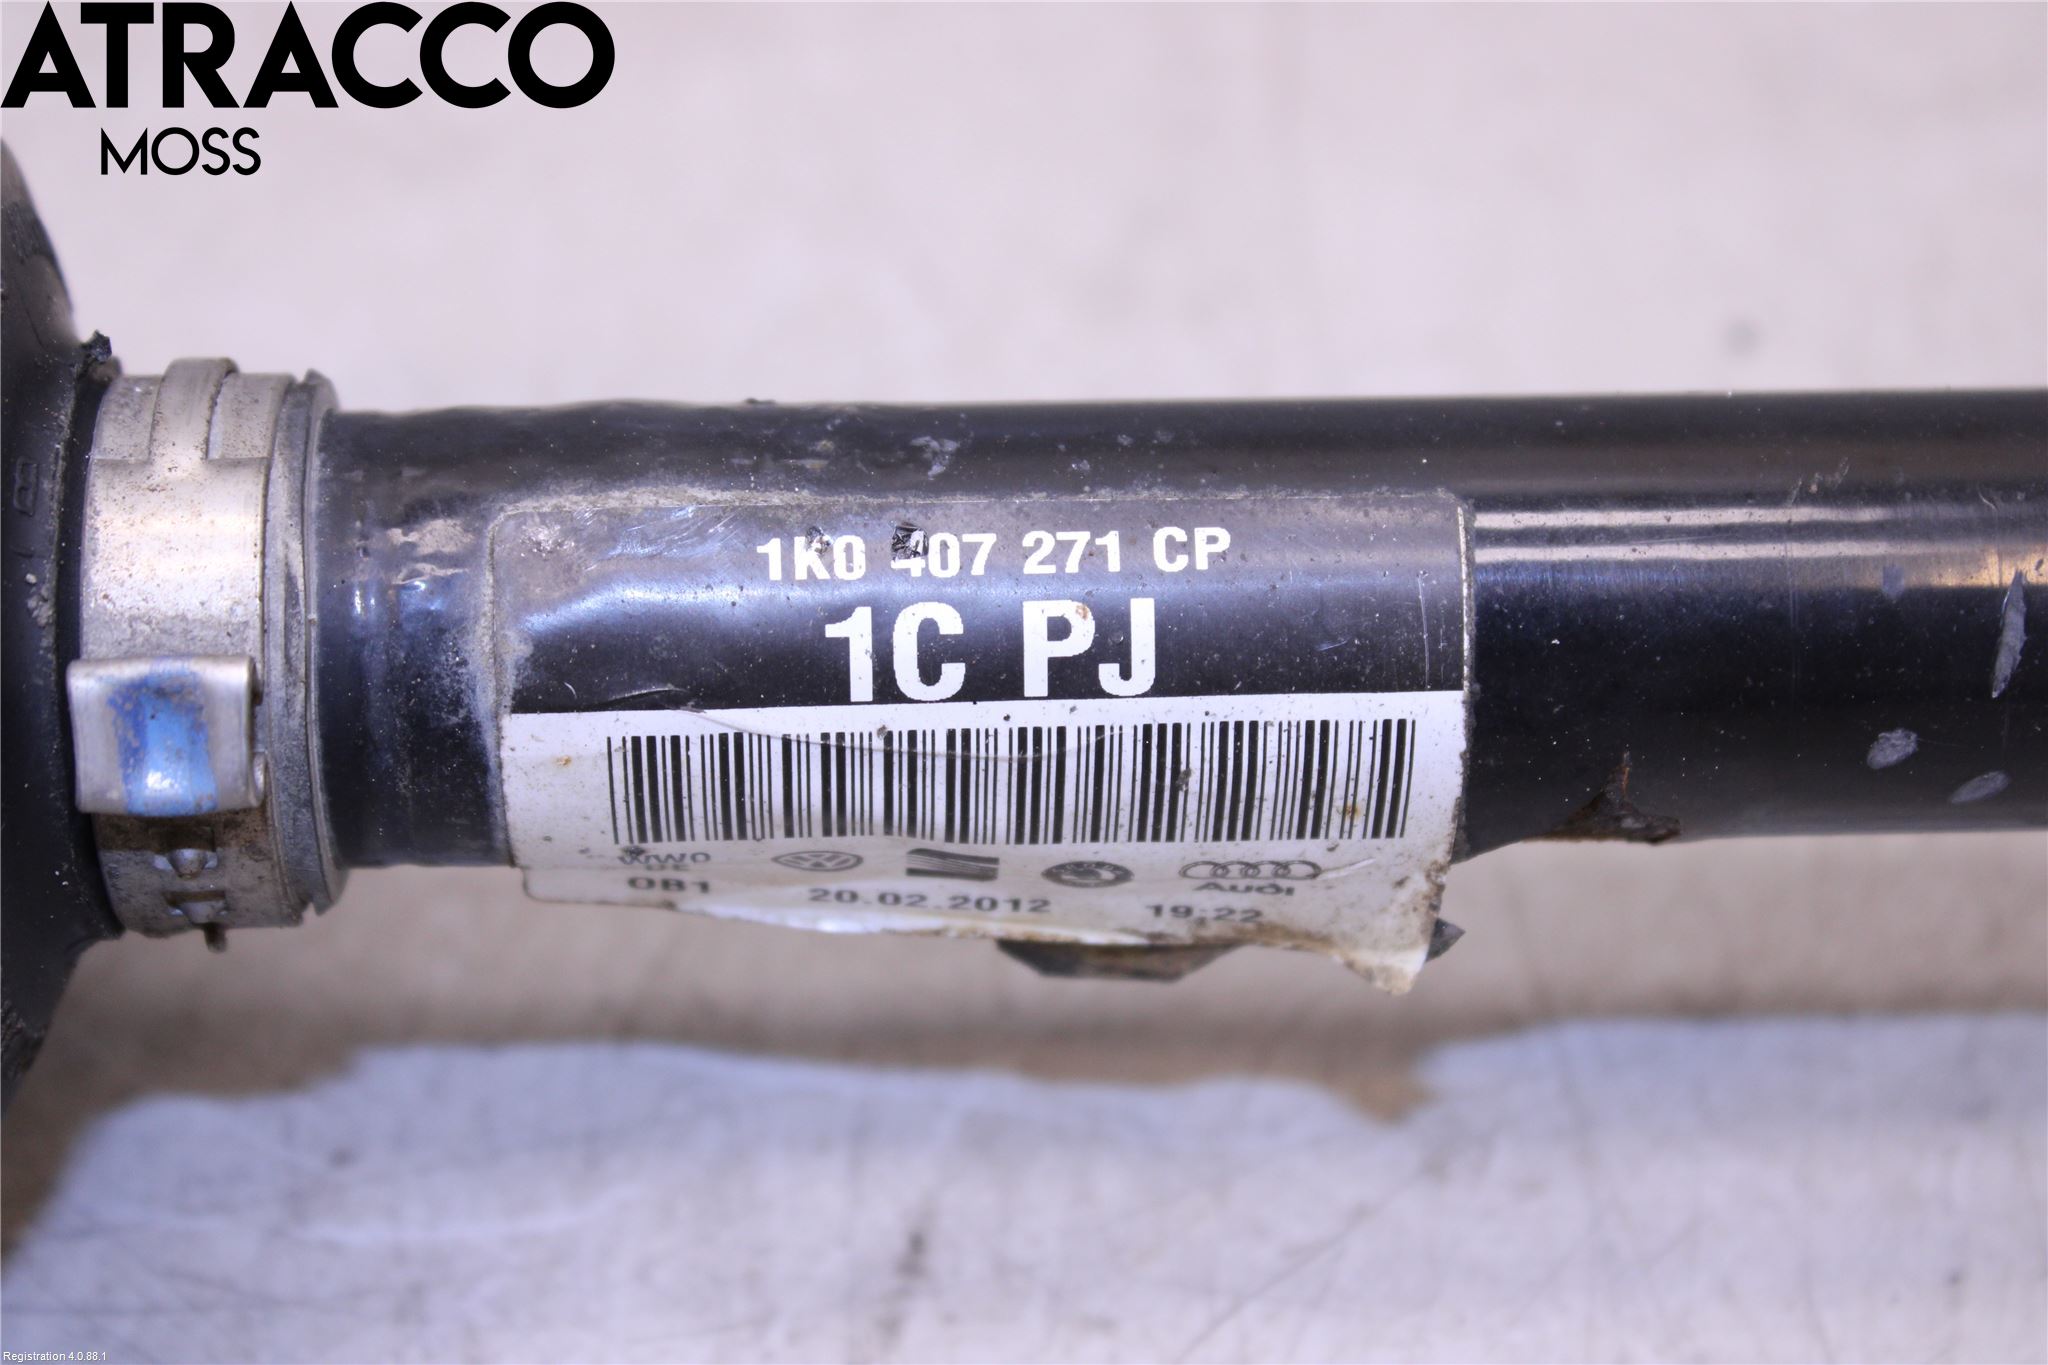 ATRACCO
MOSS
1K0 407 271 CP
1C PJ
OB1 20.02.2012 19:22
Audi
Registration 4.0.88.1